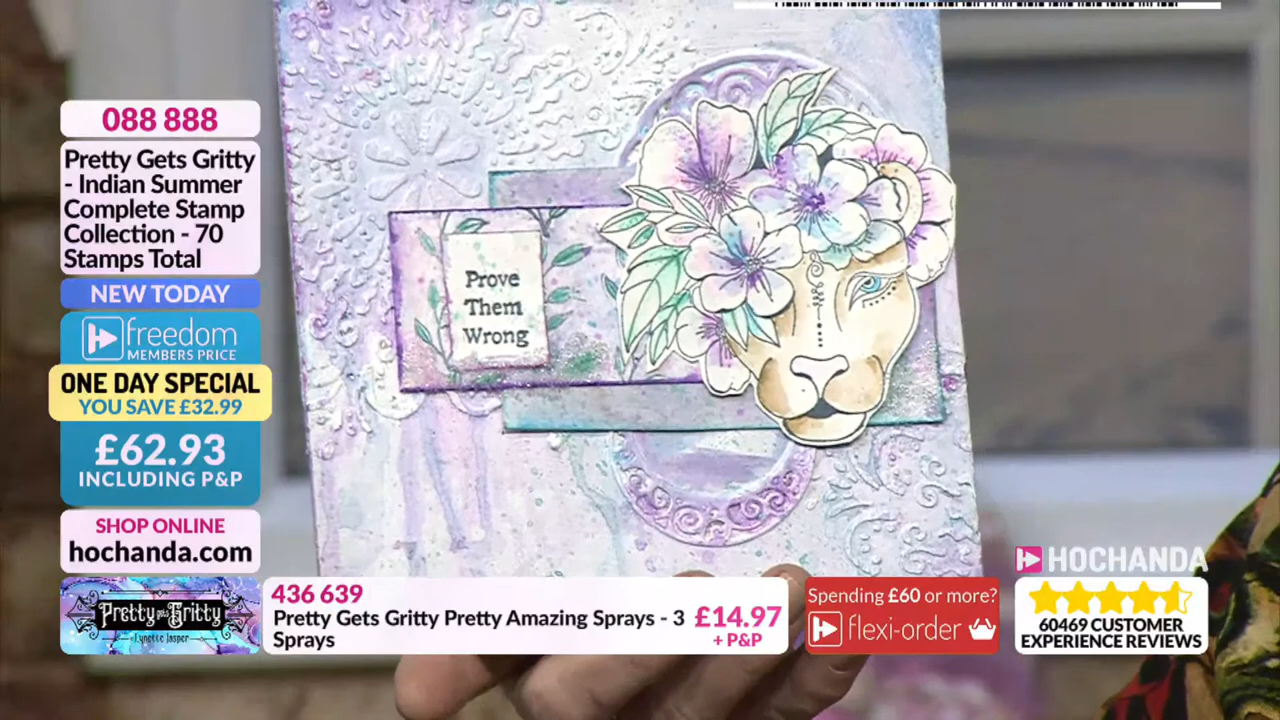 088 888
Pretty Gets Gritty
- Indian Summer
Complete Stamp
Collection - 70
Stamps Total
NEW TODAY
freedom
MEMBERS PRICE
ONE DAY SPECIAL
YOU SAVE £32.99
£62.93
INCLUDING P&P
SHOP ONLINE
hochanda.com
Prove
Them
Wrong
Pretty gets Gritty
by Lynette Jasper
436 639
Pretty Gets Gritty Pretty Amazing Sprays - 3
Sprays
£14.97
+ P&P
Spending £60 or more?
flexi-order
HOCHANDA
60469 CUSTOMER
EXPERIENCE REVIEWS